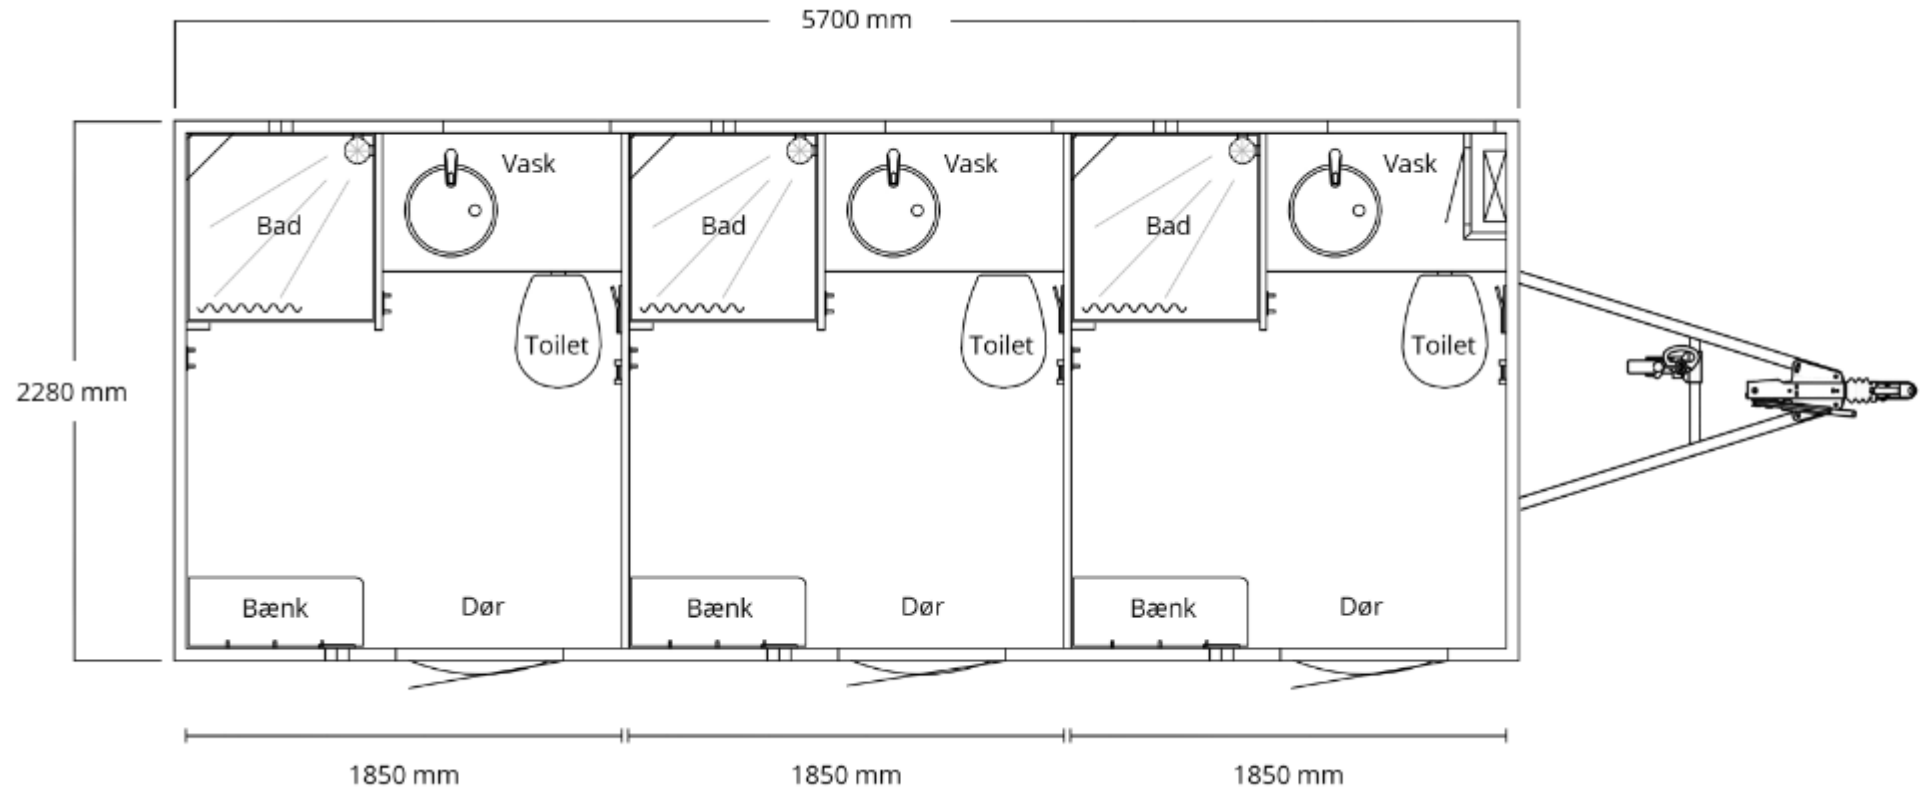 5700 mm
Vask
Vask
Vask
Bad
Bad
Bad
Toilet
Toilet
Toilet
2280 mm
Bænk
Dør
Bænk
Dør
Bænk
Dør
1850 mm
1850 mm
1850 mm